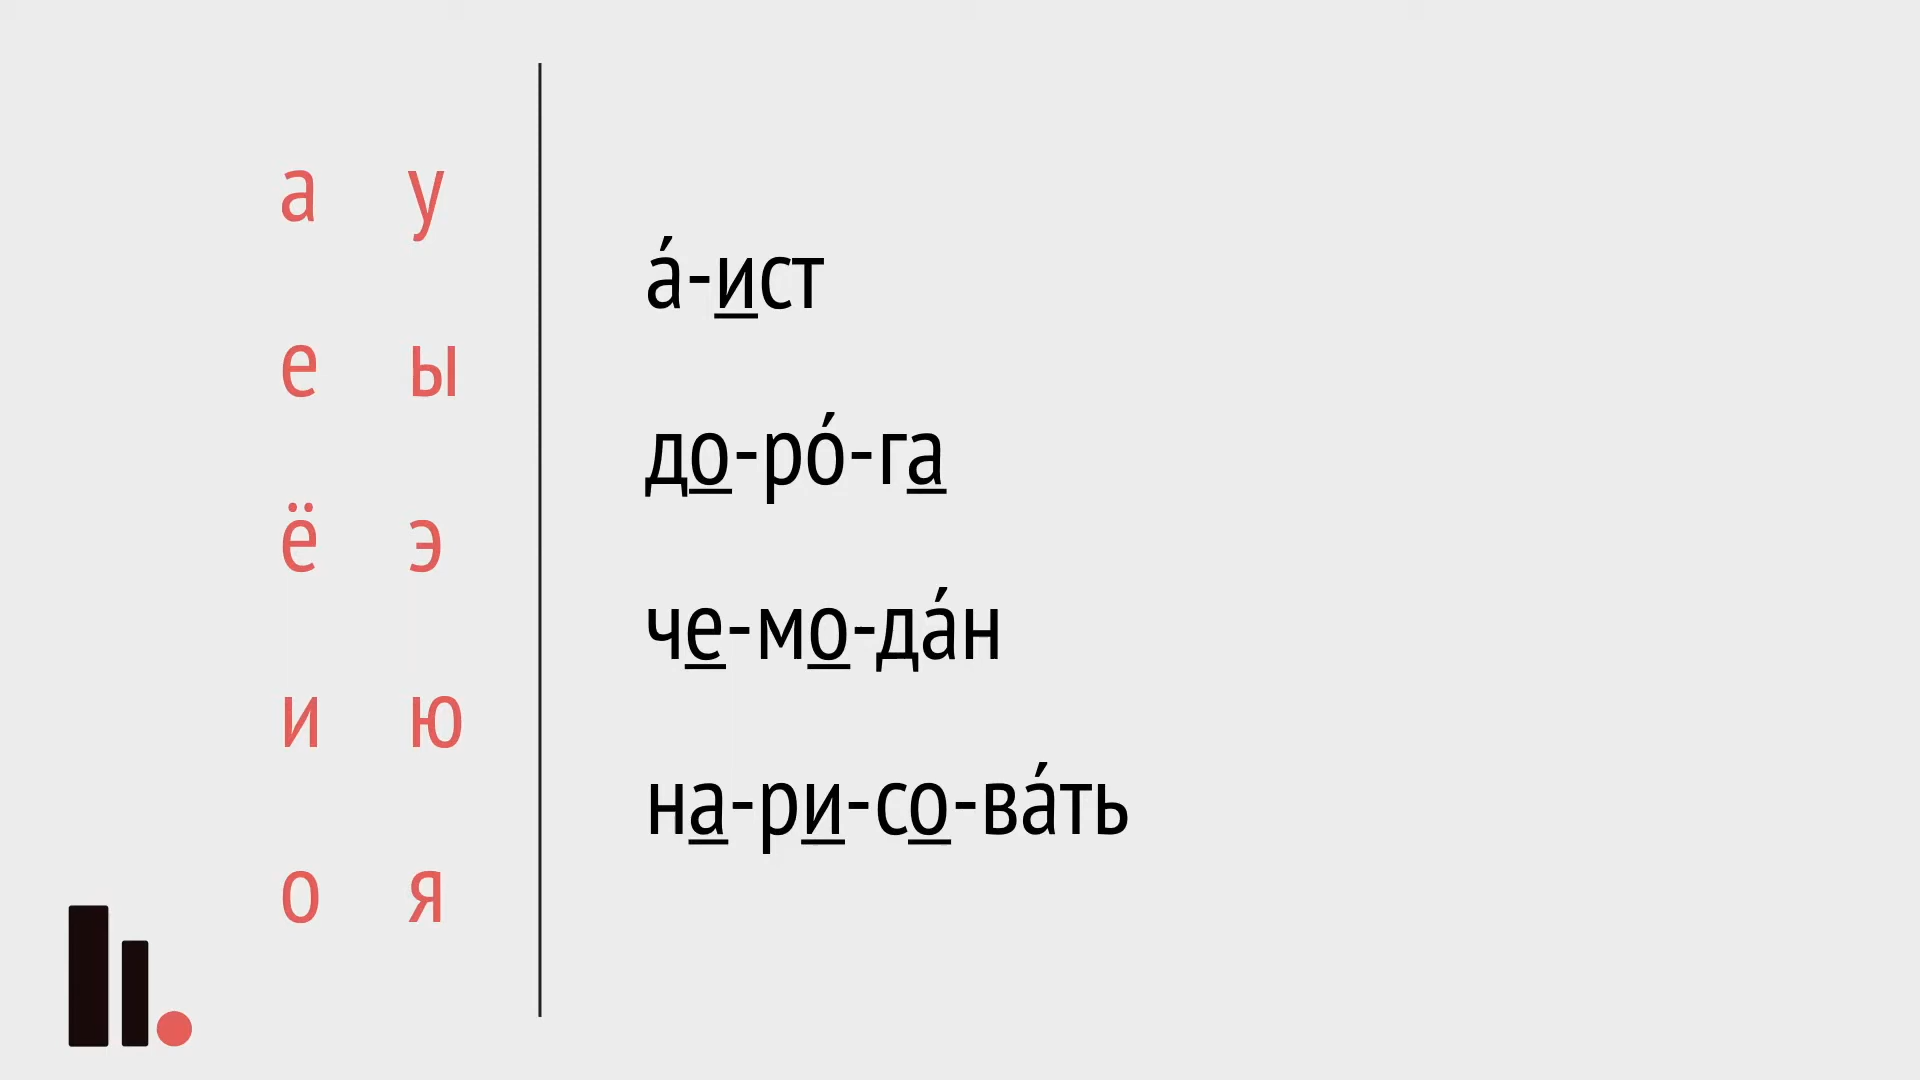 а у
е ы
ё э
и ю
о я
а́-ист
до-ро́-га
че-мо-да́н
на-ри-со-ва́ть